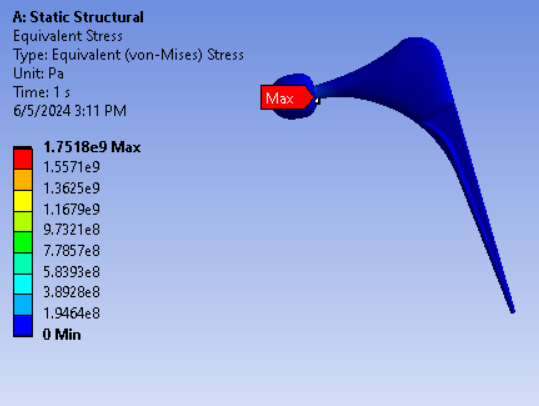 A: Static Structural
Equivalent Stress
Type: Equivalent (von-Mises) Stress
Unit: Pa
Time: 1 s
6/5/2024 3:11 PM
1.7518e9 Max
1.5571e9
1.3625e9
1.1679e9
9.7321e8
7.7857e8
5.8393e8
3.8928e8
1.9464e8
0 Min
Max